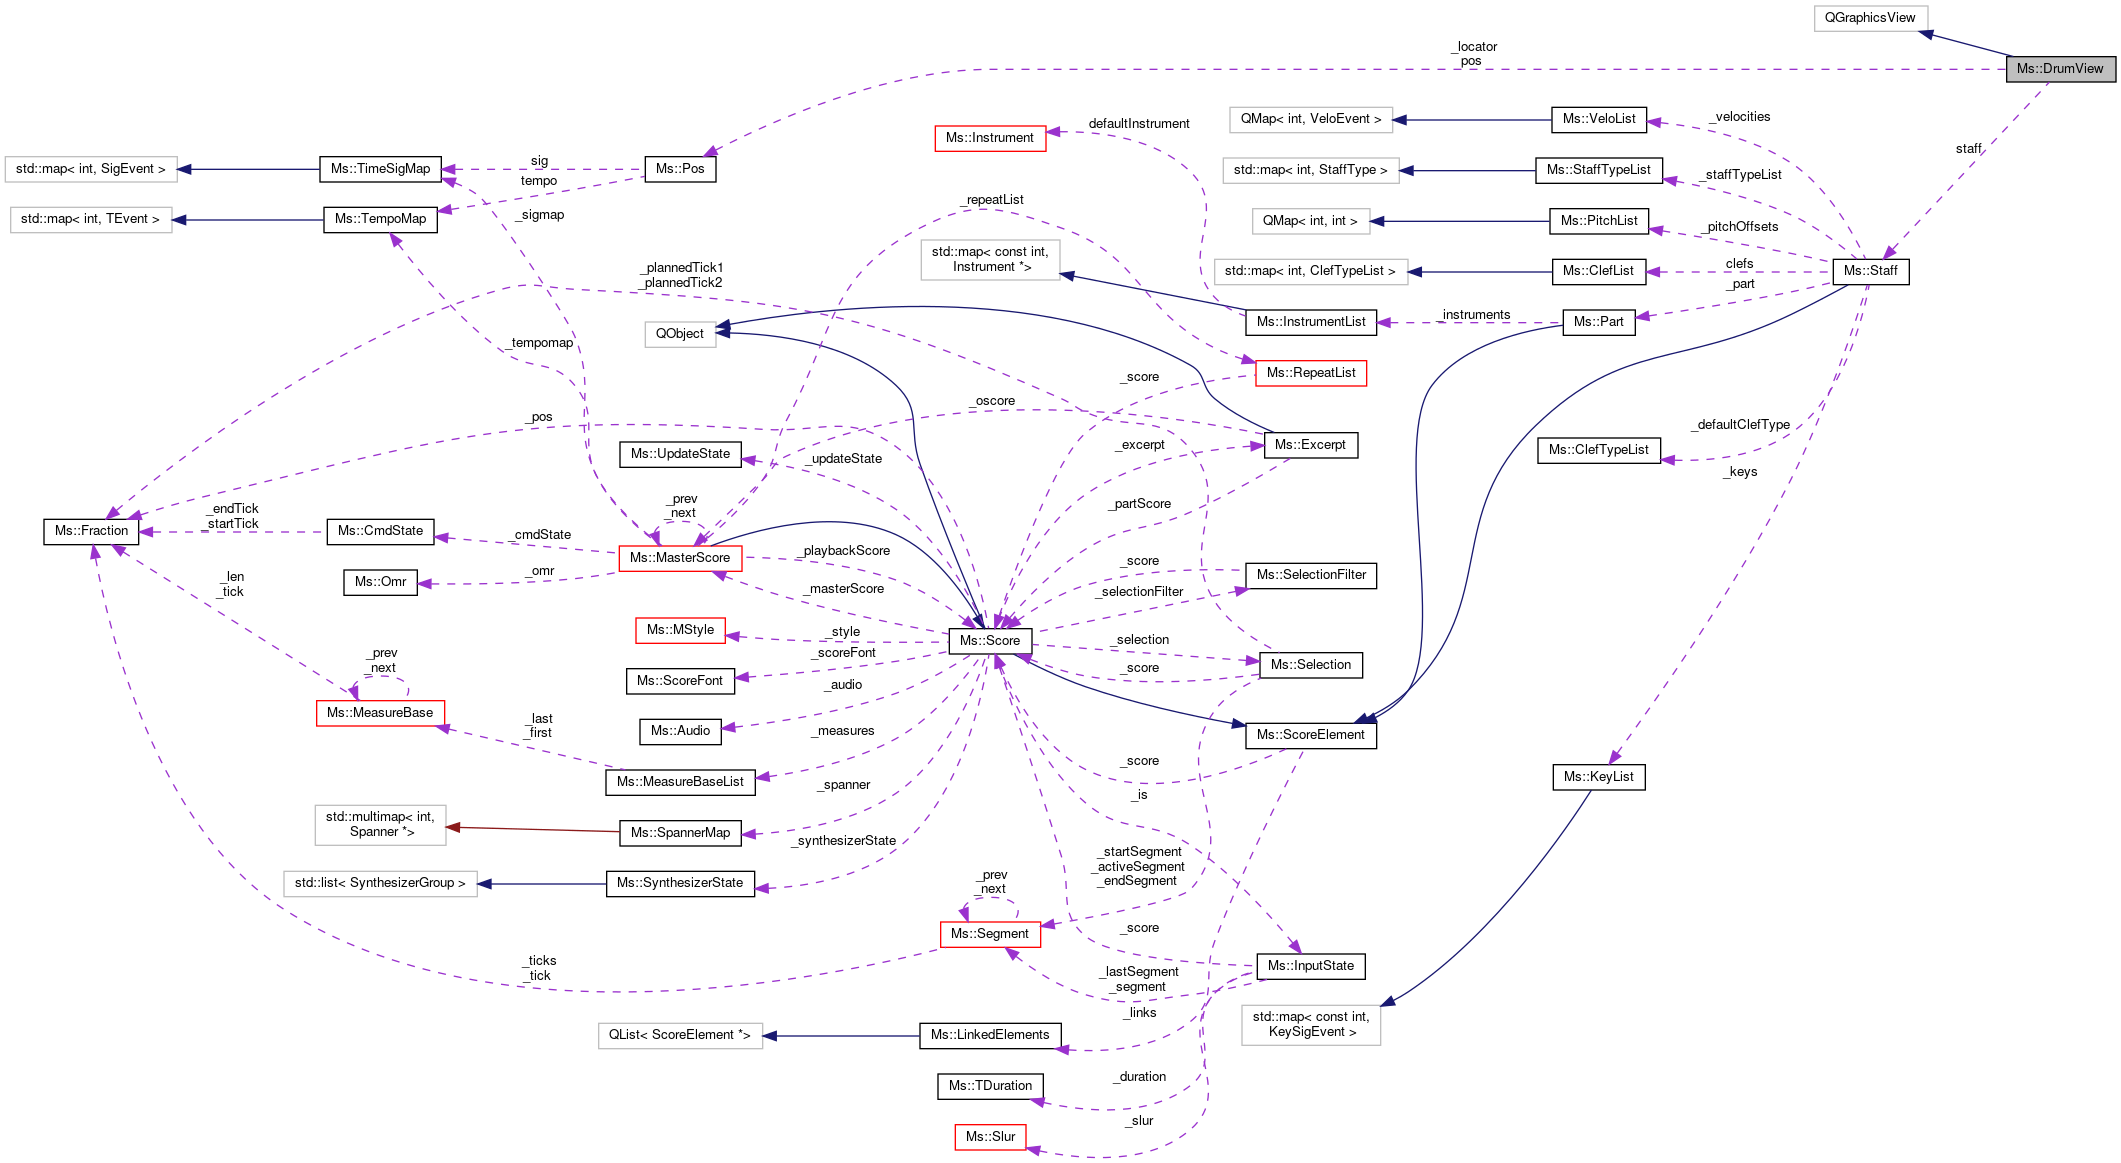 QGraphicsView
_locator
_pos
Ms::DrumView
defaultInstrument
QMap< int, VeloEvent >
Ms::VeloList
_velocities
Ms::Instrument
staff
std::map< int, SigEvent >
Ms::TimeSigMap
sig
Ms::Pos
tempo
std::map< int, StaffType >
Ms::StaffTypeList
_staffTypeList
_repeatList
_sigmap
std::map< int, TEvent >
Ms::TempoMap
QMap< int, int >
Ms::PitchList
_pitchOffsets
std::map< const int,
Instrument *>
_plannedTick1
_plannedTick2
std::map< int, ClefTypeList >
Ms::ClefList
clefs
Ms::Staff
_part
QObject
Ms::InstrumentList
_instruments
Ms::Part
_tempomap
_score
Ms::RepeatList
_pos
_oscore
_defaultClefType
Ms::UpdateState
_updateState
_excerpt
Ms::Excerpt
Ms::ClefTypeList
_keys
_prev
_next
_partScore
_endTick
_startTick
Ms::Fraction
Ms::CmdState
_cmdState
Ms::MasterScore
_playbackScore
_omr
Ms::Omr
_len
_tick
_masterScore
_score
Ms::SelectionFilter
_selectionFilter
Ms::MStyle
_style
Ms::Score
_selection
_scoreFont
_score
Ms::Selection
_prev
_next
Ms::ScoreFont
_audio
Ms::MeasureBase
_last
_first
Ms::Audio
_measures
Ms::ScoreElement
_score
Ms::MeasureBaseList
_spanner
_is
Ms::KeyList
std::multimap< int,
Spanner *>
Ms::SpannerMap
_synthesizerState
_startSegment
_activeSegment
_endSegment
std::list< SynthesizerGroup >
Ms::SynthesizerState
_prev
_next
Ms::Segment
_score
_ticks
_tick
_lastSegment
_segment
Ms::InputState
_links
std::map< const int,
KeySigEvent >
QList< ScoreElement *>
Ms::LinkedElements
Ms::TDuration
_duration
_slur
Ms::Slur